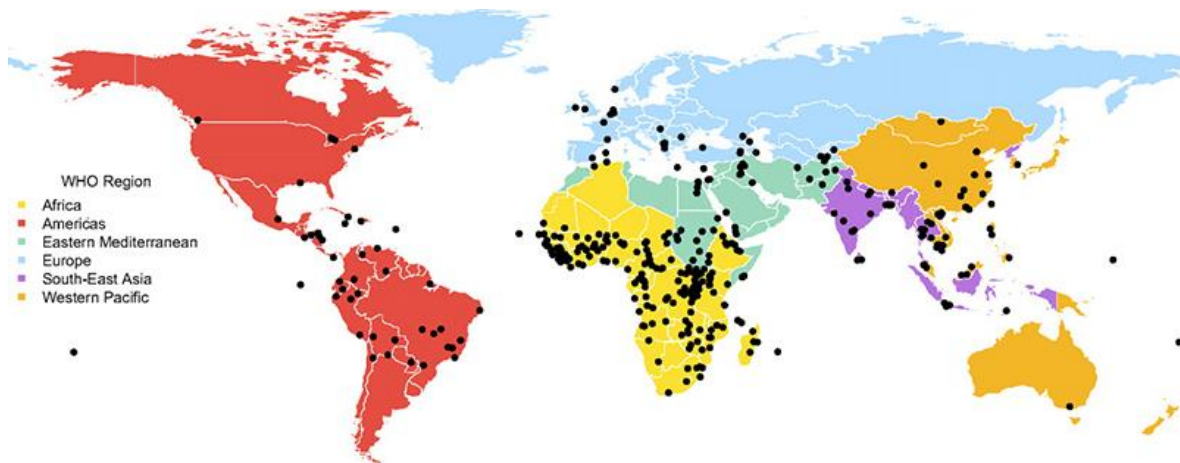 WHO Region
Africa
Americas
Eastern Mediterranean
Europe
South-East Asia
Western Pacific